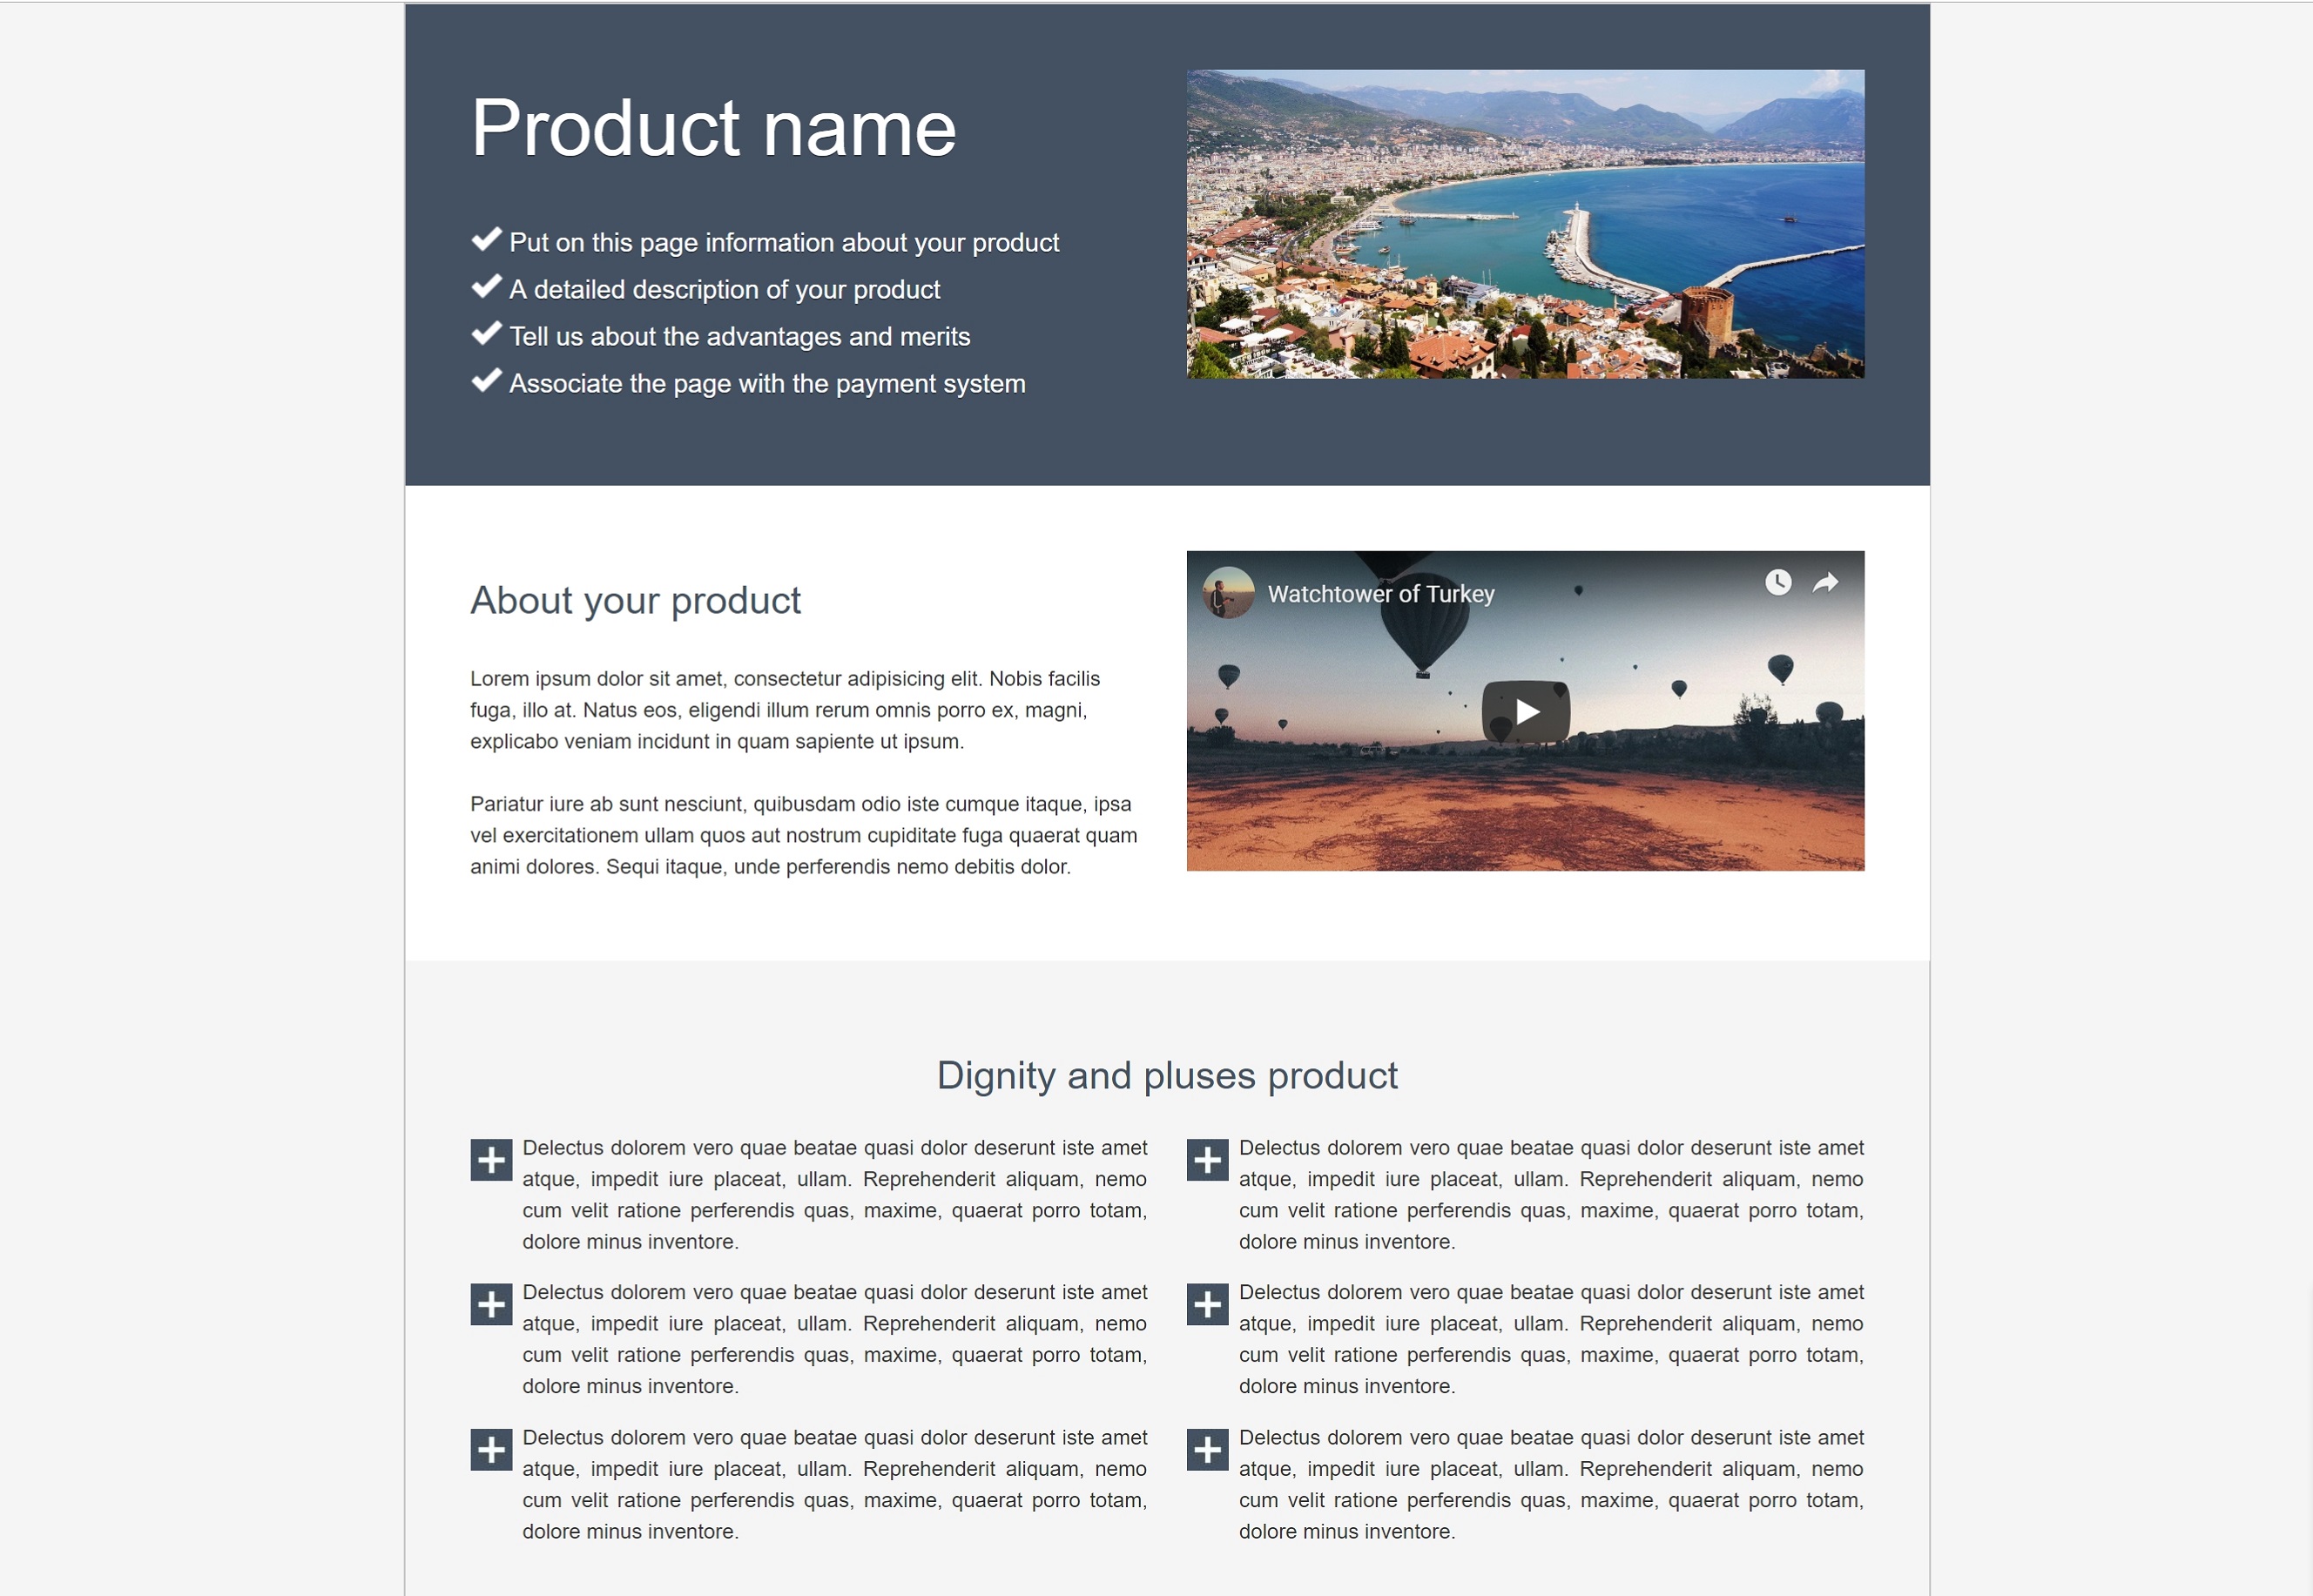 Product name
Put on this page information about your product
A detailed description of your product
Tell us about the advantages and merits
Associate the page with the payment system
About your product
Lorem ipsum dolor sit amet, consectetur adipisicing elit. Nobis facilis
fuga, illo at. Natus eos, eligendi illum rerum omnis porro ex, magni,
explicabo veniam incidunt in quam sapiente ut ipsum.
Pariatur iure ab sunt nesciunt, quibusdam odio iste cumque itaque, ipsa
vel exercitationem ullam quos aut nostrum cupiditate fuga quaerat quam
animi dolores. Sequi itaque, unde perferendis nemo debitis dolor.
Watchtower of Turkey
Dignity and pluses product
Delectus dolorem vero quae beatae quasi dolor deserunt iste amet
atque, impedit iure placeat, ullam. Reprehenderit aliquam, nemo
cum velit ratione perferendis quas, maxime, quaerat porro totam,
dolore minus inventore.
Delectus dolorem vero quae beatae quasi dolor deserunt iste amet
atque, impedit iure placeat, ullam. Reprehenderit aliquam, nemo
cum velit ratione perferendis quas, maxime, quaerat porro totam,
dolore minus inventore.
Delectus dolorem vero quae beatae quasi dolor deserunt iste amet
atque, impedit iure placeat, ullam. Reprehenderit aliquam, nemo
cum velit ratione perferendis quas, maxime, quaerat porro totam,
dolore minus inventore.
Delectus dolorem vero quae beatae quasi dolor deserunt iste amet
atque, impedit iure placeat, ullam. Reprehenderit aliquam, nemo
cum velit ratione perferendis quas, maxime, quaerat porro totam,
dolore minus inventore.
Delectus dolorem vero quae beatae quasi dolor deserunt iste amet
atque, impedit iure placeat, ullam. Reprehenderit aliquam, nemo
cum velit ratione perferendis quas, maxime, quaerat porro totam,
dolore minus inventore.
Delectus dolorem vero quae beatae quasi dolor deserunt iste amet
atque, impedit iure placeat, ullam. Reprehenderit aliquam, nemo
cum velit ratione perferendis quas, maxime, quaerat porro totam,
dolore minus inventore.